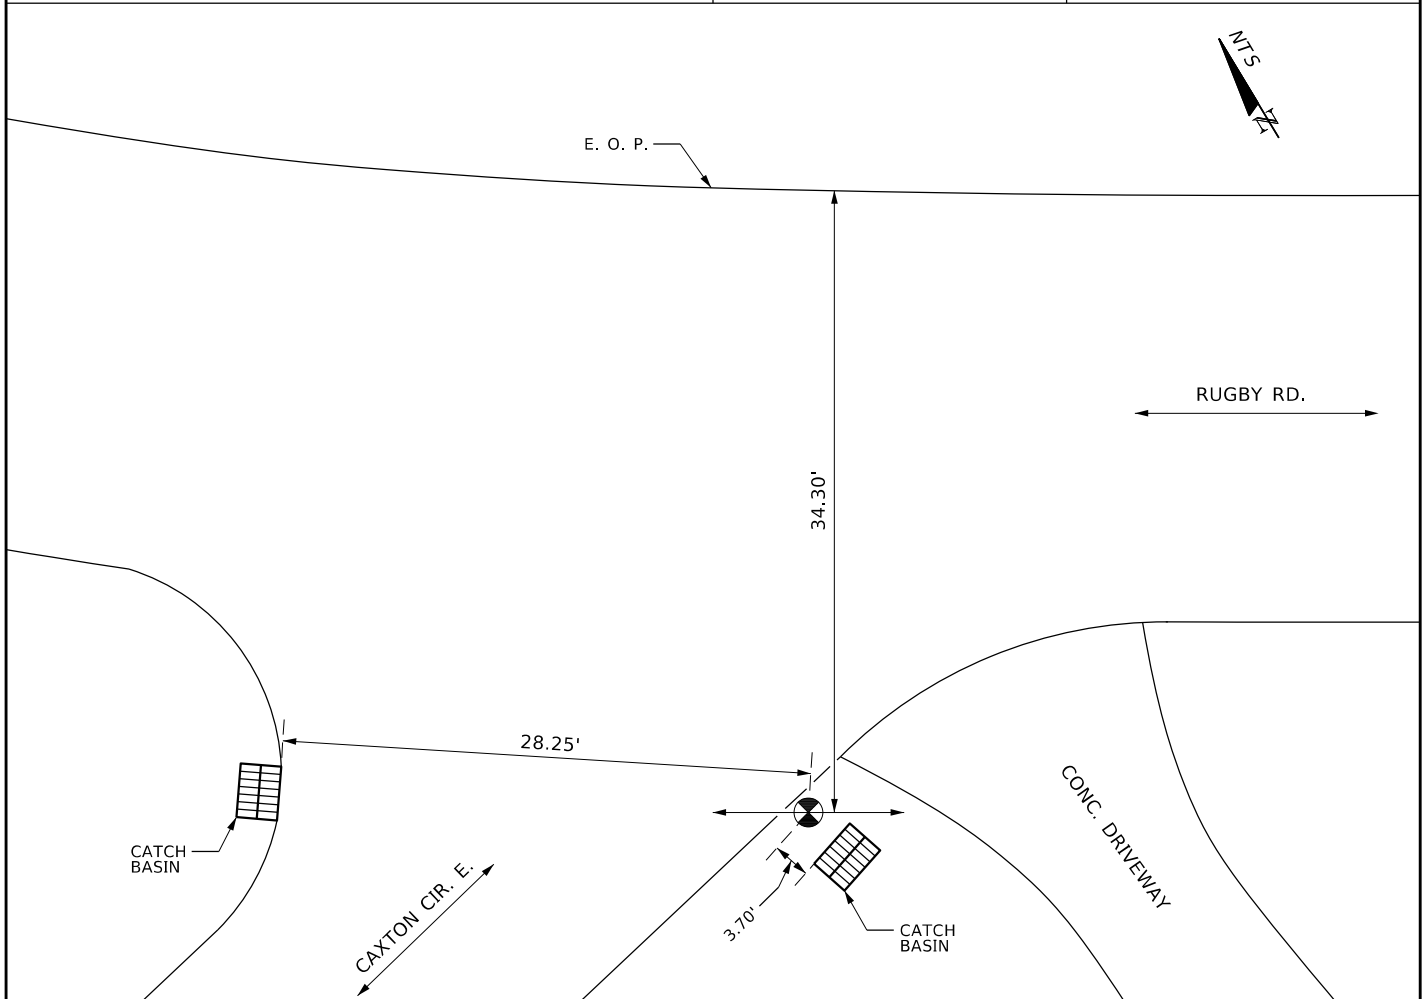 NTS
N
E. O. P.
RUGBY RD.
34.30'
28.25'
CONC. DRIVEWAY
CATCH
BASIN
CAXTON CIR. E.
3.70'
CATCH
BASIN